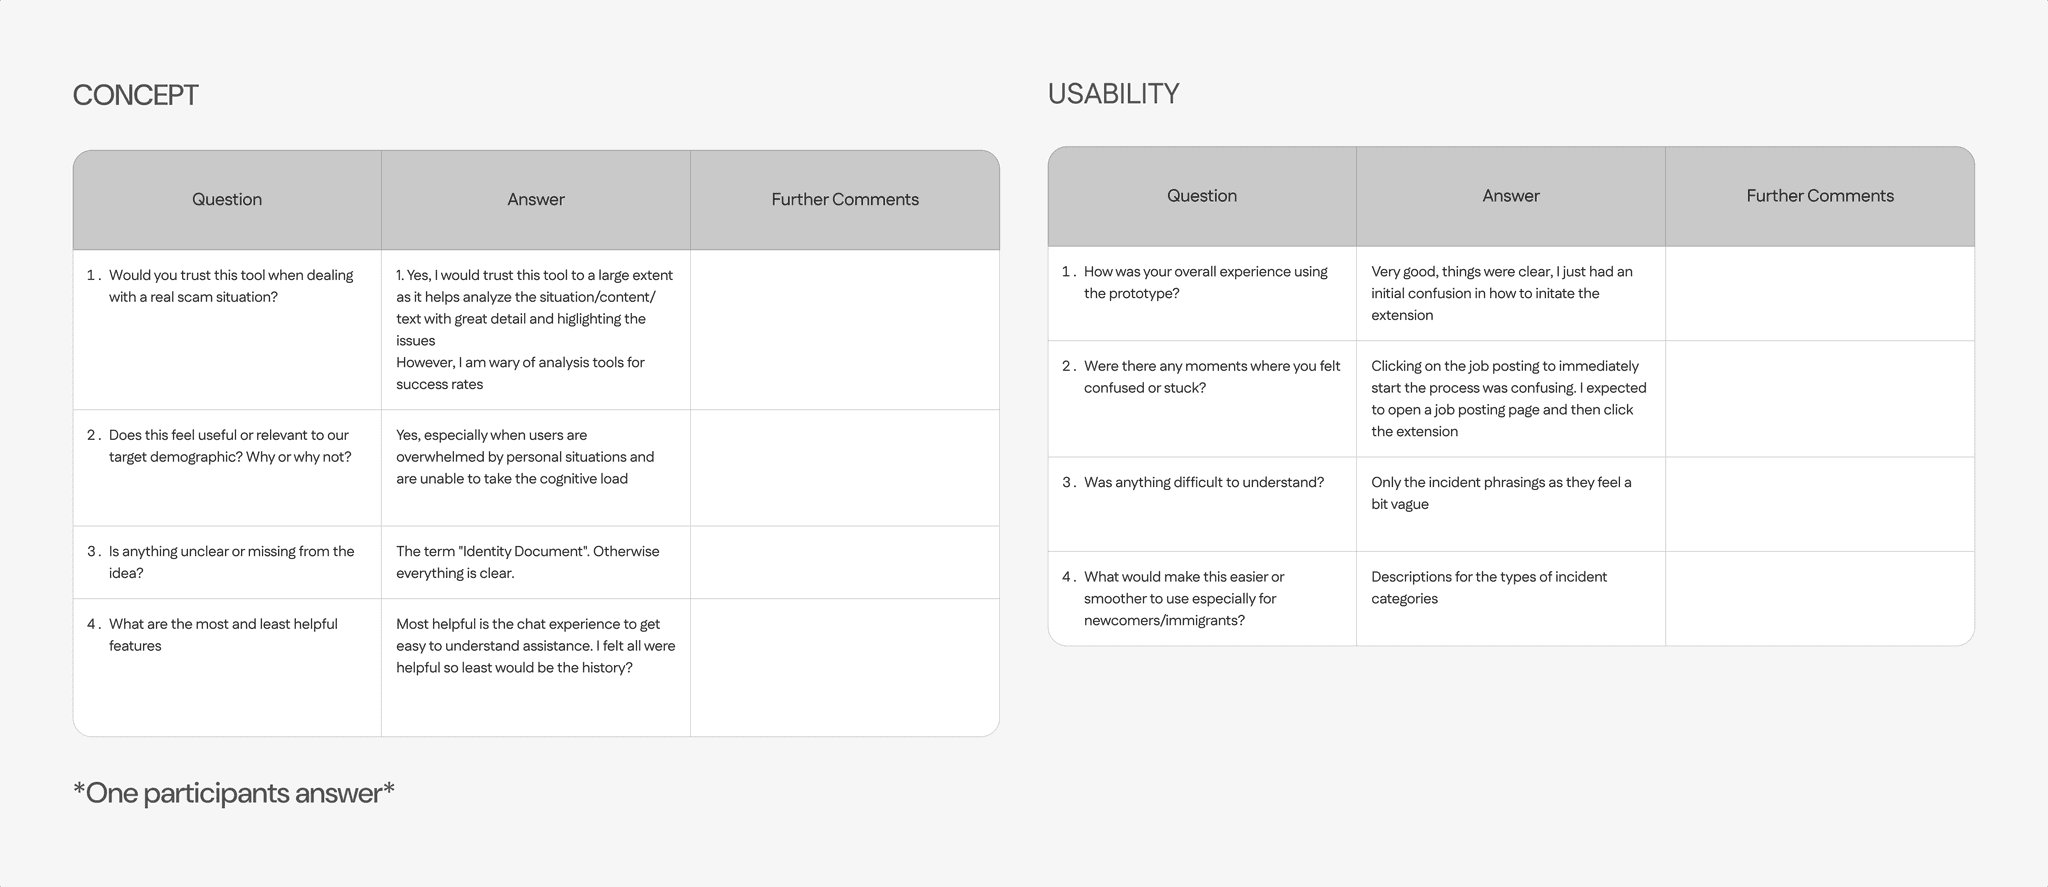 CONCEPT
Question
Answer
Further Comments
1. Would you trust this tool when dealing
with a real scam situation?
1. Yes, I would trust this tool to a large extent
as it helps analyze the situation/content/
text with great detail and higlighting the
issues
However, I am wary of analysis tools for
success rates
2. Does this feel useful or relevant to our
target demographic? Why or why not?
Yes, especially when users are
overwhelmed by personal situations and
are unable to take the cognitive load
3. Is anything unclear or missing from the
idea?
The term "Identity Document". Otherwise
everything is clear.
4. What are the most and least helpful
features
Most helpful is the chat experience to get
easy to understand assistance. I felt all were
helpful so least would be the history?
*One participants answer*
USABILITY
Question
Answer
Further Comments
1. How was your overall experience using
the prototype?
Very good, things were clear, I just had an
initial confusion in how to initate the
extension
2. Were there any moments where you felt
confused or stuck?
Clicking on the job posting to immediately
start the process was confusing. I expected
to open a job posting page and then click
the extension
3. Was anything difficult to understand?
Only the incident phrasings as they feel a
bit vague
4. What would make this easier or
smoother to use especially for
newcomers/immigrants?
Descriptions for the types of incident
categories